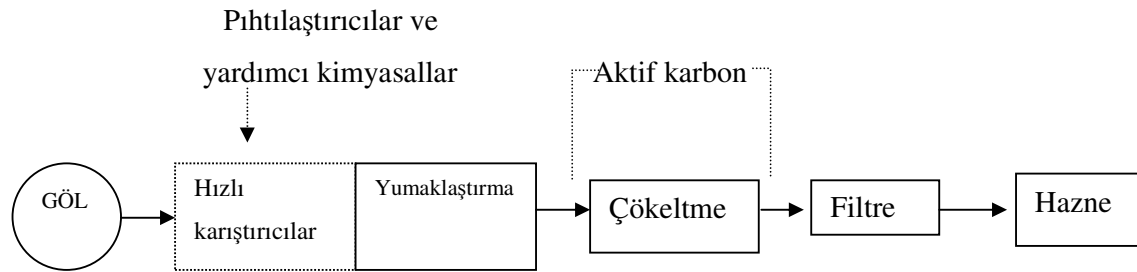 Pıhtılaştırıcılar ve
yardımcı kimyasallar
Aktif karbon
GÖL
Hızlı
karıştırıcılar
Yumaklaştırma
Çökeltme
Filtre
Hazne